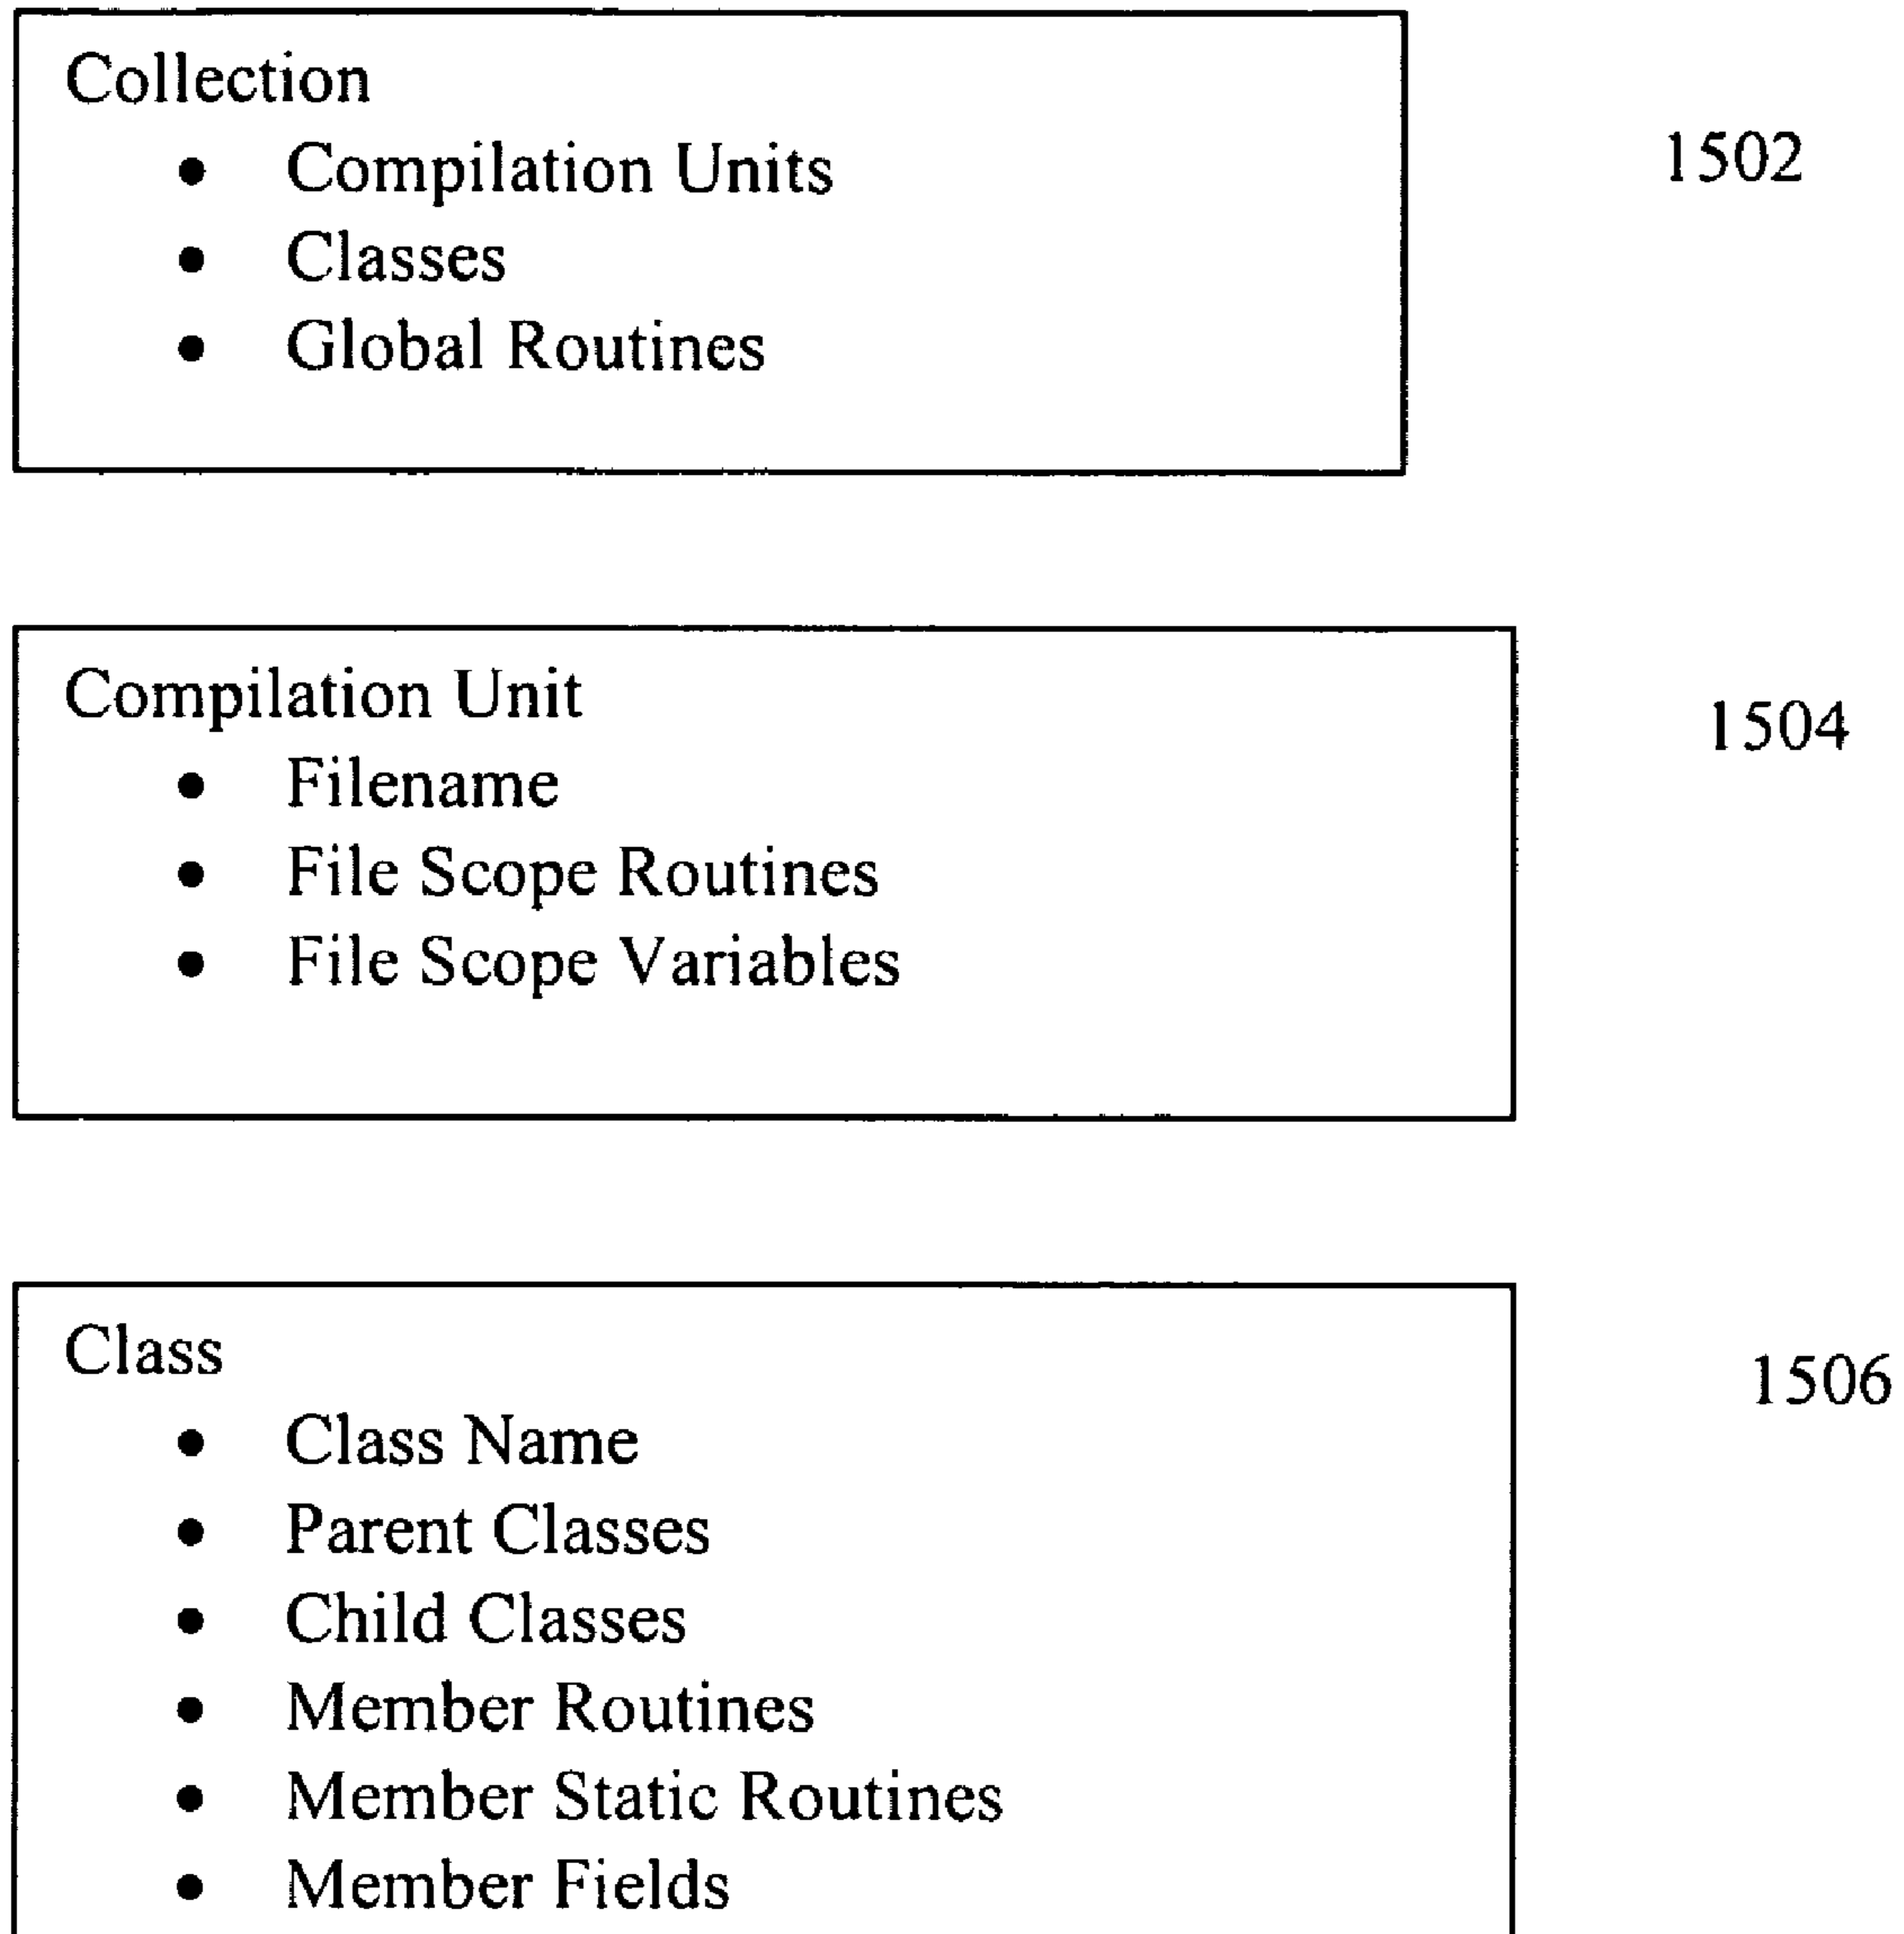 Collection
• Compilation Units
• Classes
• Global Routines
1502
Compilation Unit
• Filename
• File Scope Routines
• File Scope Variables
1504
Class
• Class Name
• Parent Classes
• Child Classes
• Member Routines
• Member Static Routines
• Member Fields
1506